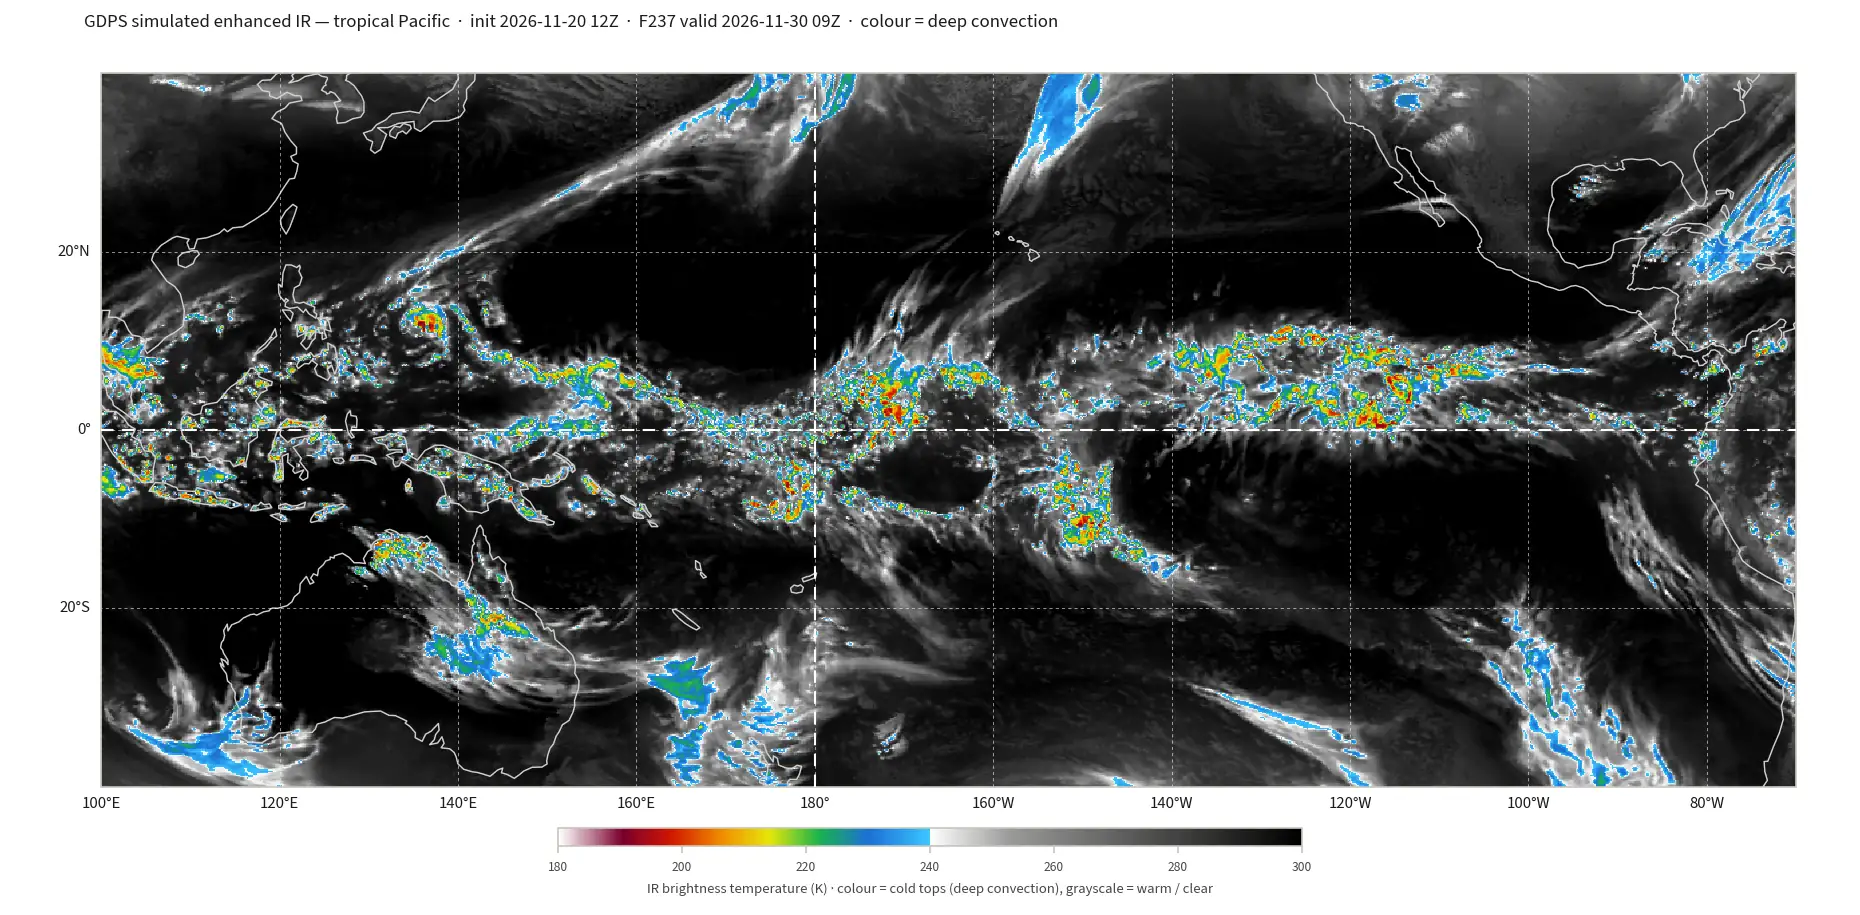 GDPS simulated enhanced IR — tropical Pacific · init 2026-11-20 12Z · F237 valid 2026-11-30 09Z · colour = deep convection
20°N
0°
20°S
100°E 120°E 140°E 160°E 180° 160°W 140°W 120°W 100°W 80°W
180 200 220 240 260 280 300
IR brightness temperature (K) · colour = cold tops (deep convection), grayscale = warm / clear